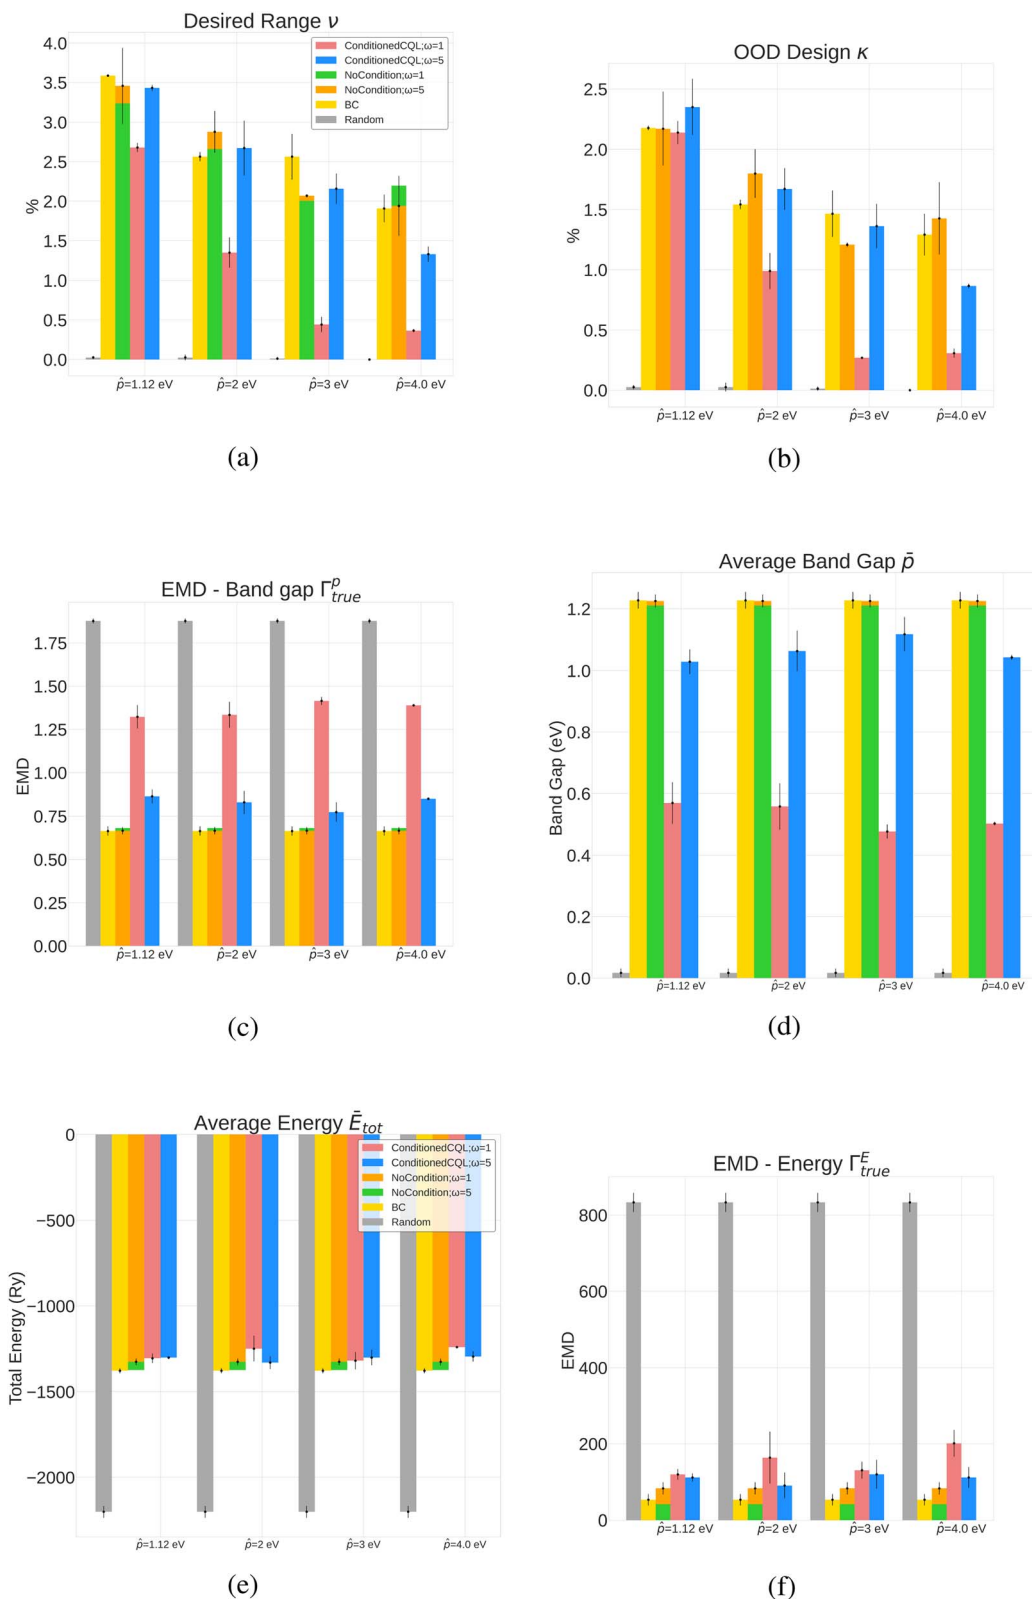 Desired Range ν
4.0
3.5
3.0
2.5
2.0
1.5
1.0
0.5
0.0
%
ConditionedCQL;ω=1
ConditionedCQL;ω=5
NoCondition;ω=1
NoCondition;ω=5
BC
Random
p̂=1.12 eV
p̂=2 eV
p̂=3 eV
p̂=4.0 eV
(a)
OOD Design κ
2.5
2.0
1.5
1.0
0.5
0.0
%
p̂=1.12 eV
p̂=2 eV
p̂=3 eV
p̂=4.0 eV
(b)
EMD - Band gap Γ^p_true
1.75
1.50
1.25
1.00
0.75
0.50
0.25
0.00
EMD
p̂=1.12 eV
p̂=2 eV
p̂=3 eV
p̂=4.0 eV
(c)
Average Band Gap p̄
1.2
1.0
0.8
0.6
0.4
0.2
0.0
Band Gap (eV)
p̂=1.12 eV
p̂=2 eV
p̂=3 eV
p̂=4.0 eV
(d)
Average Energy Ē_tot
0
−500
−1000
−1500
−2000
Total Energy (Ry)
ConditionedCQL;ω=1
ConditionedCQL;ω=5
NoCondition;ω=1
NoCondition;ω=5
BC
Random
p̂=1.12 eV
p̂=2 eV
p̂=3 eV
p̂=4.0 eV
(e)
EMD - Energy Γ^E_true
800
600
400
200
0
EMD
p̂=1.12 eV
p̂=2 eV
p̂=3 eV
p̂=4.0 eV
(f)